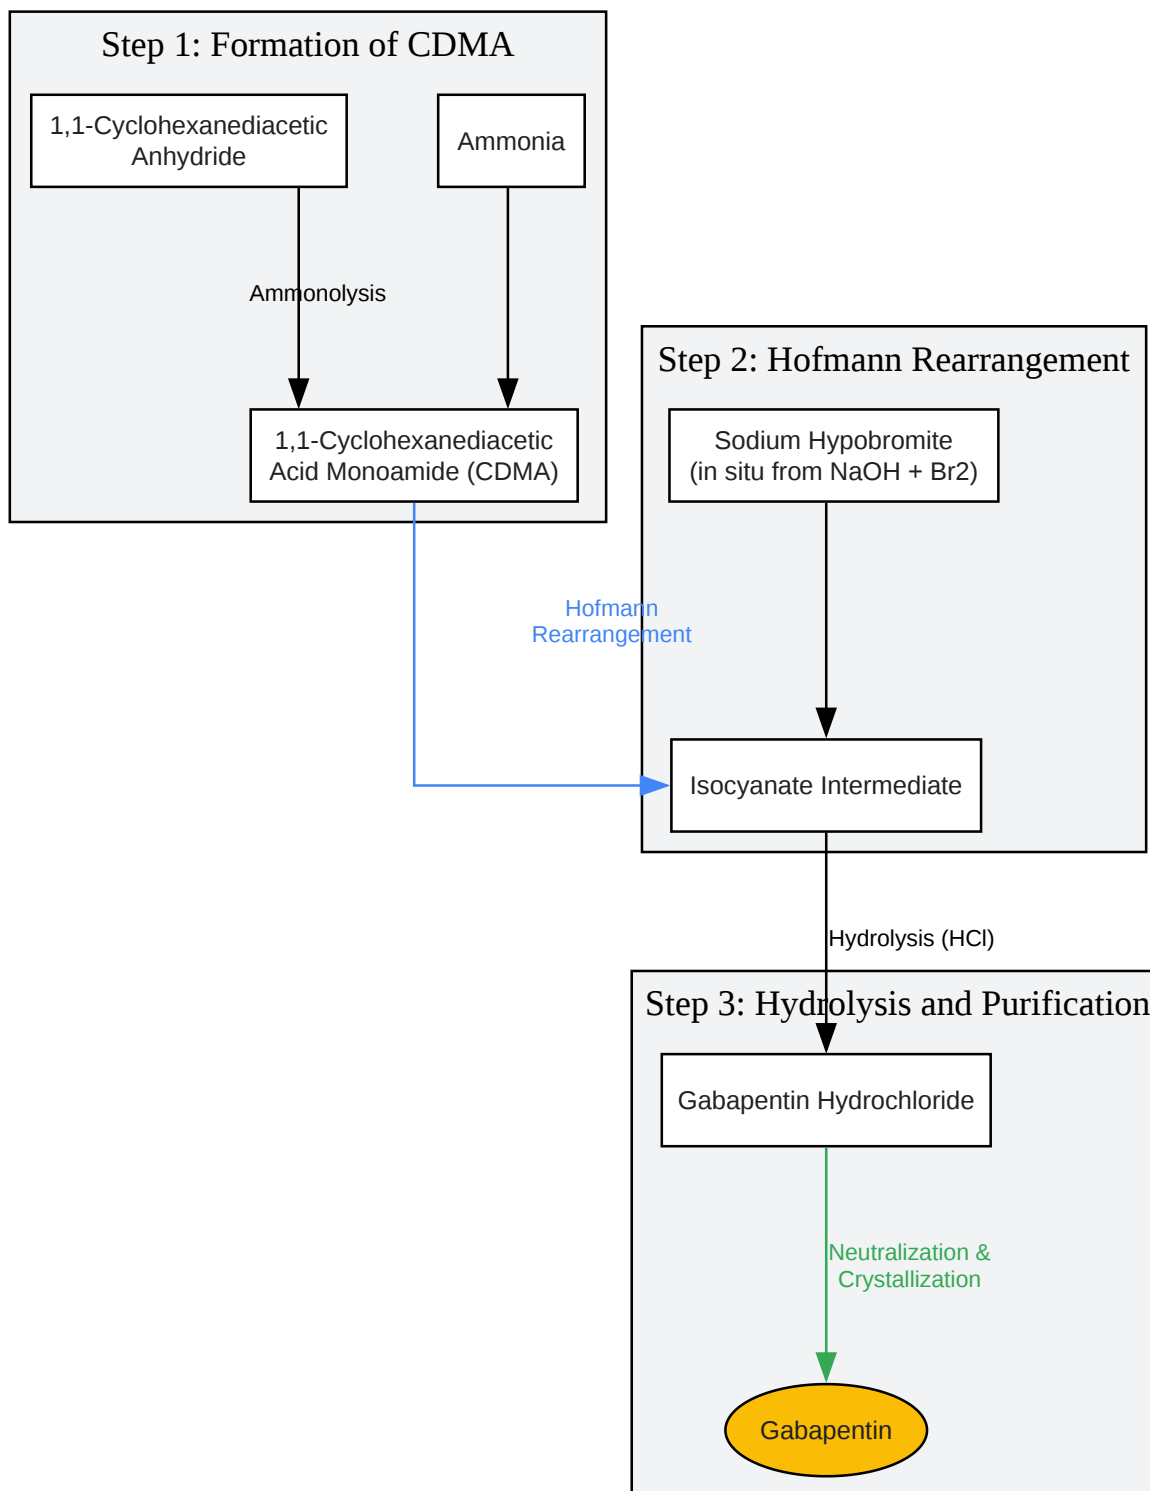 Step 1: Formation of CDMA
1,1-Cyclohexanediacetic
Anhydride
Ammonia
Ammonolysis
1,1-Cyclohexanediacetic
Acid Monoamide (CDMA)
Step 2: Hofmann Rearrangement
Sodium Hypobromite
(in situ from NaOH + Br2)
Hofmann
Rearrangement
Isocyanate Intermediate
Hydrolysis (HCl)
Step 3: Hydrolysis and Purification
Gabapentin Hydrochloride
Neutralization &
Crystallization
Gabapentin